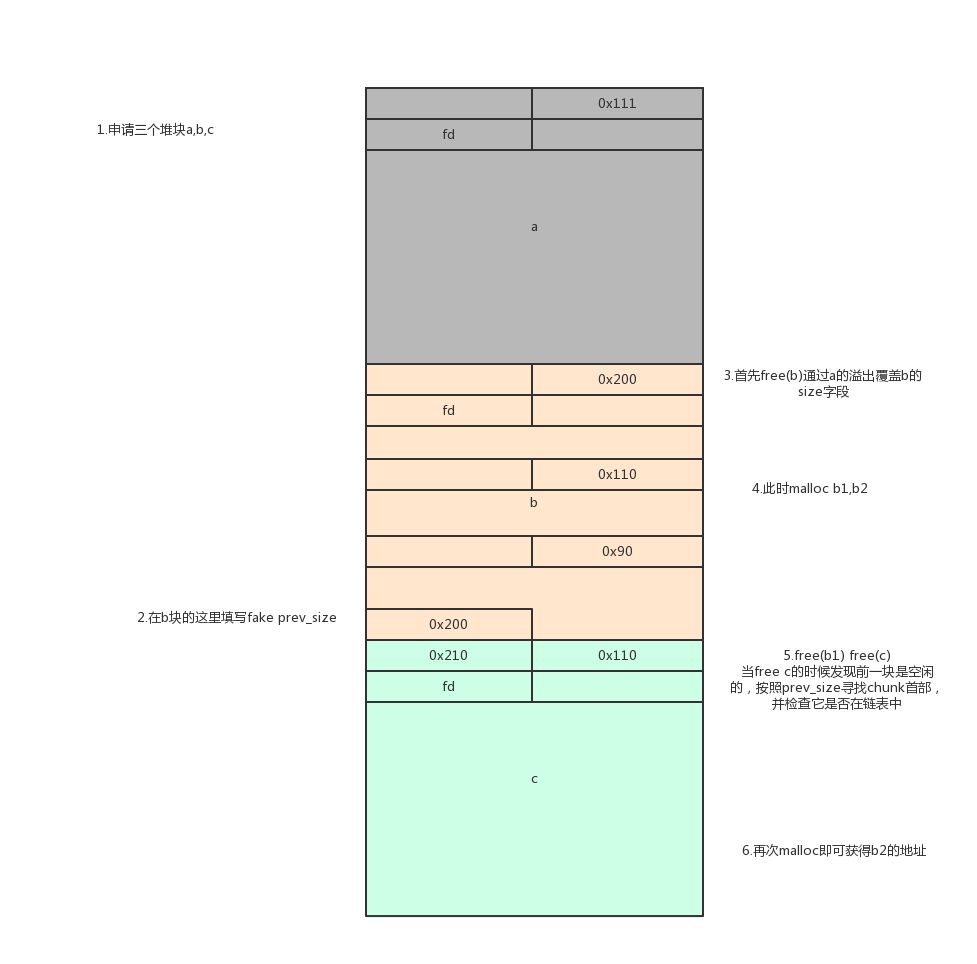 0x111
1.申请三个堆块a,b,c
fd
a
3.首先free(b)通过a的溢出覆盖b的
size字段
0x200
fd
0x110
4.此时malloc b1,b2
b
0x90
2.在b块的这里填写fake prev_size
0x200
0x210
0x110
5.free(b1) free(c)
当free c的时候发现前一块是空闲
的，按照prev_size寻找chunk首部，
并检查它是否在链表中
fd
c
6.再次malloc即可获得b2的地址